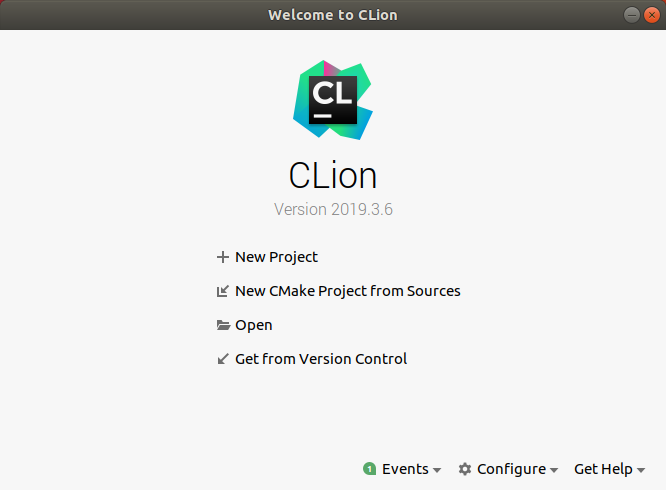 Welcome to CLion
CL
CLion
Version 2019.3.6
New Project
New CMake Project from Sources
Open
Get from Version Control
1 Events Configure Get Help